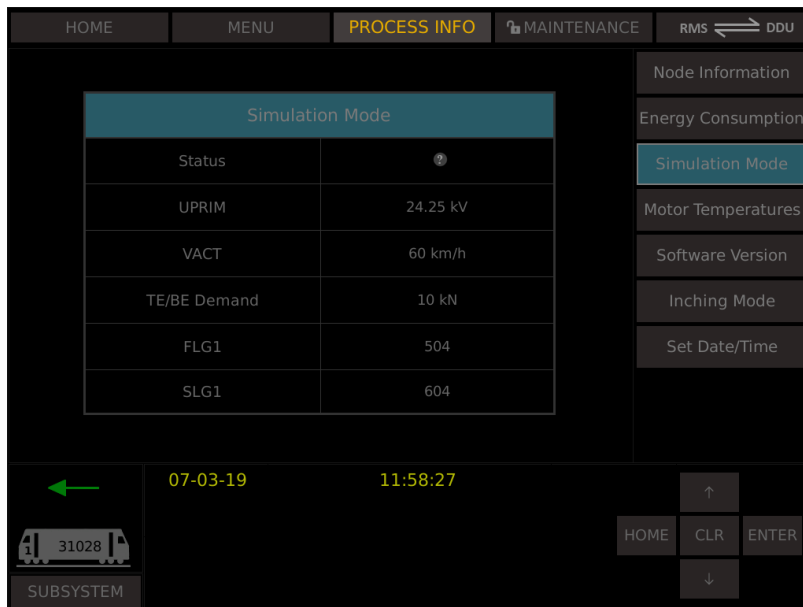 HOME MENU PROCESS INFO MAINTENANCE RMS DDU
Node Information
Energy Consumption
Simulation Mode
Motor Temperatures
Software Version
Inching Mode
Set Date/Time
Simulation Mode
Status ?
UPRIM 24.25 kV
VACT 60 km/h
TE/BE Demand 10 kN
FLG1 504
SLG1 604
07-03-19 11:58:27
1 31028
SUBSYSTEM
↑
HOME CLR ENTER
↓